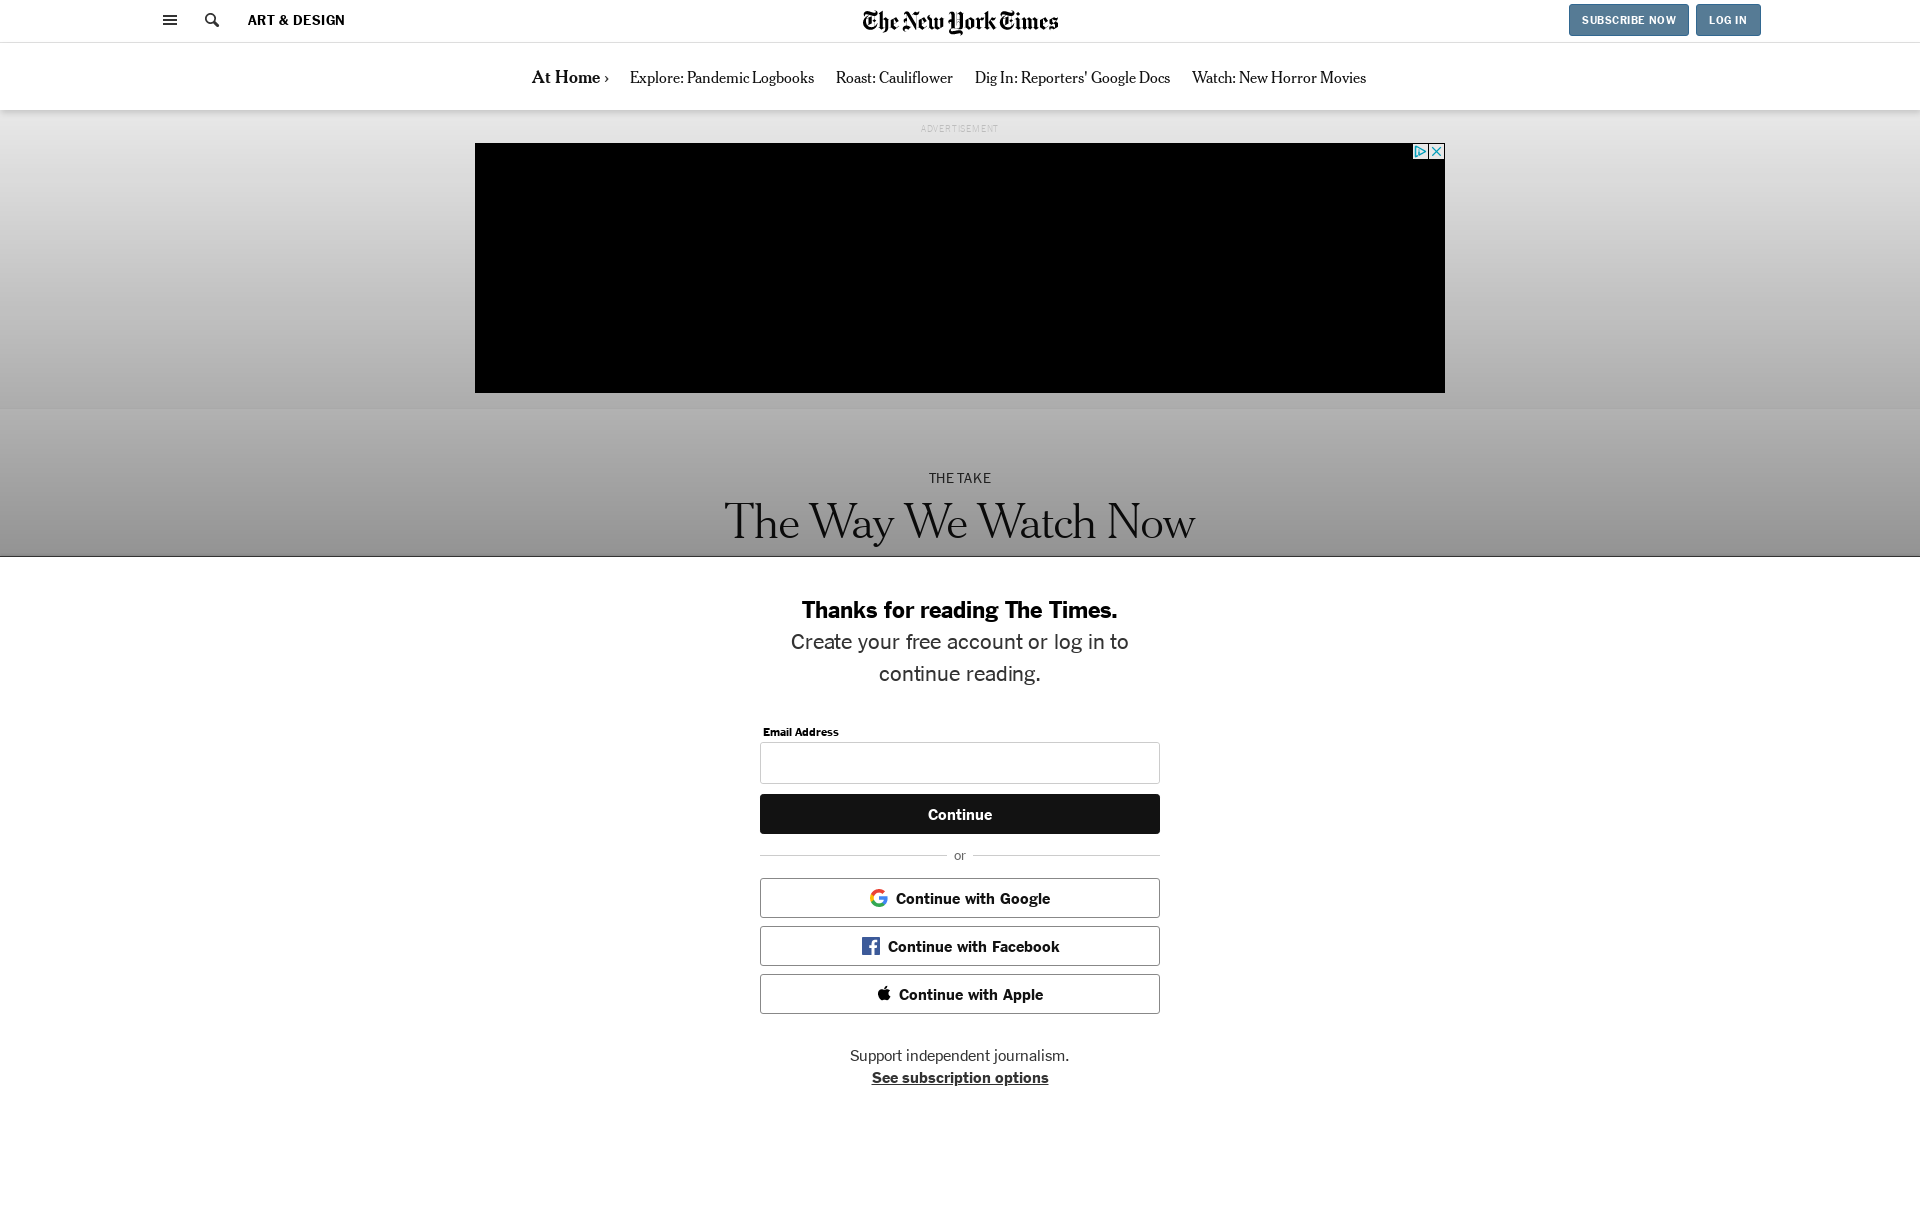 ART & DESIGN
The New York Times
SUBSCRIBE NOW
LOG IN
At Home ›
Explore: Pandemic Logbooks
Roast: Cauliflower
Dig In: Reporters' Google Docs
Watch: New Horror Movies
ADVERTISEMENT
THE TAKE
The Way We Watch Now
Thanks for reading The Times.
Create your free account or log in to
continue reading.
Email Address
Continue
or
Continue with Google
Continue with Facebook
Continue with Apple
Support independent journalism.
See subscription options